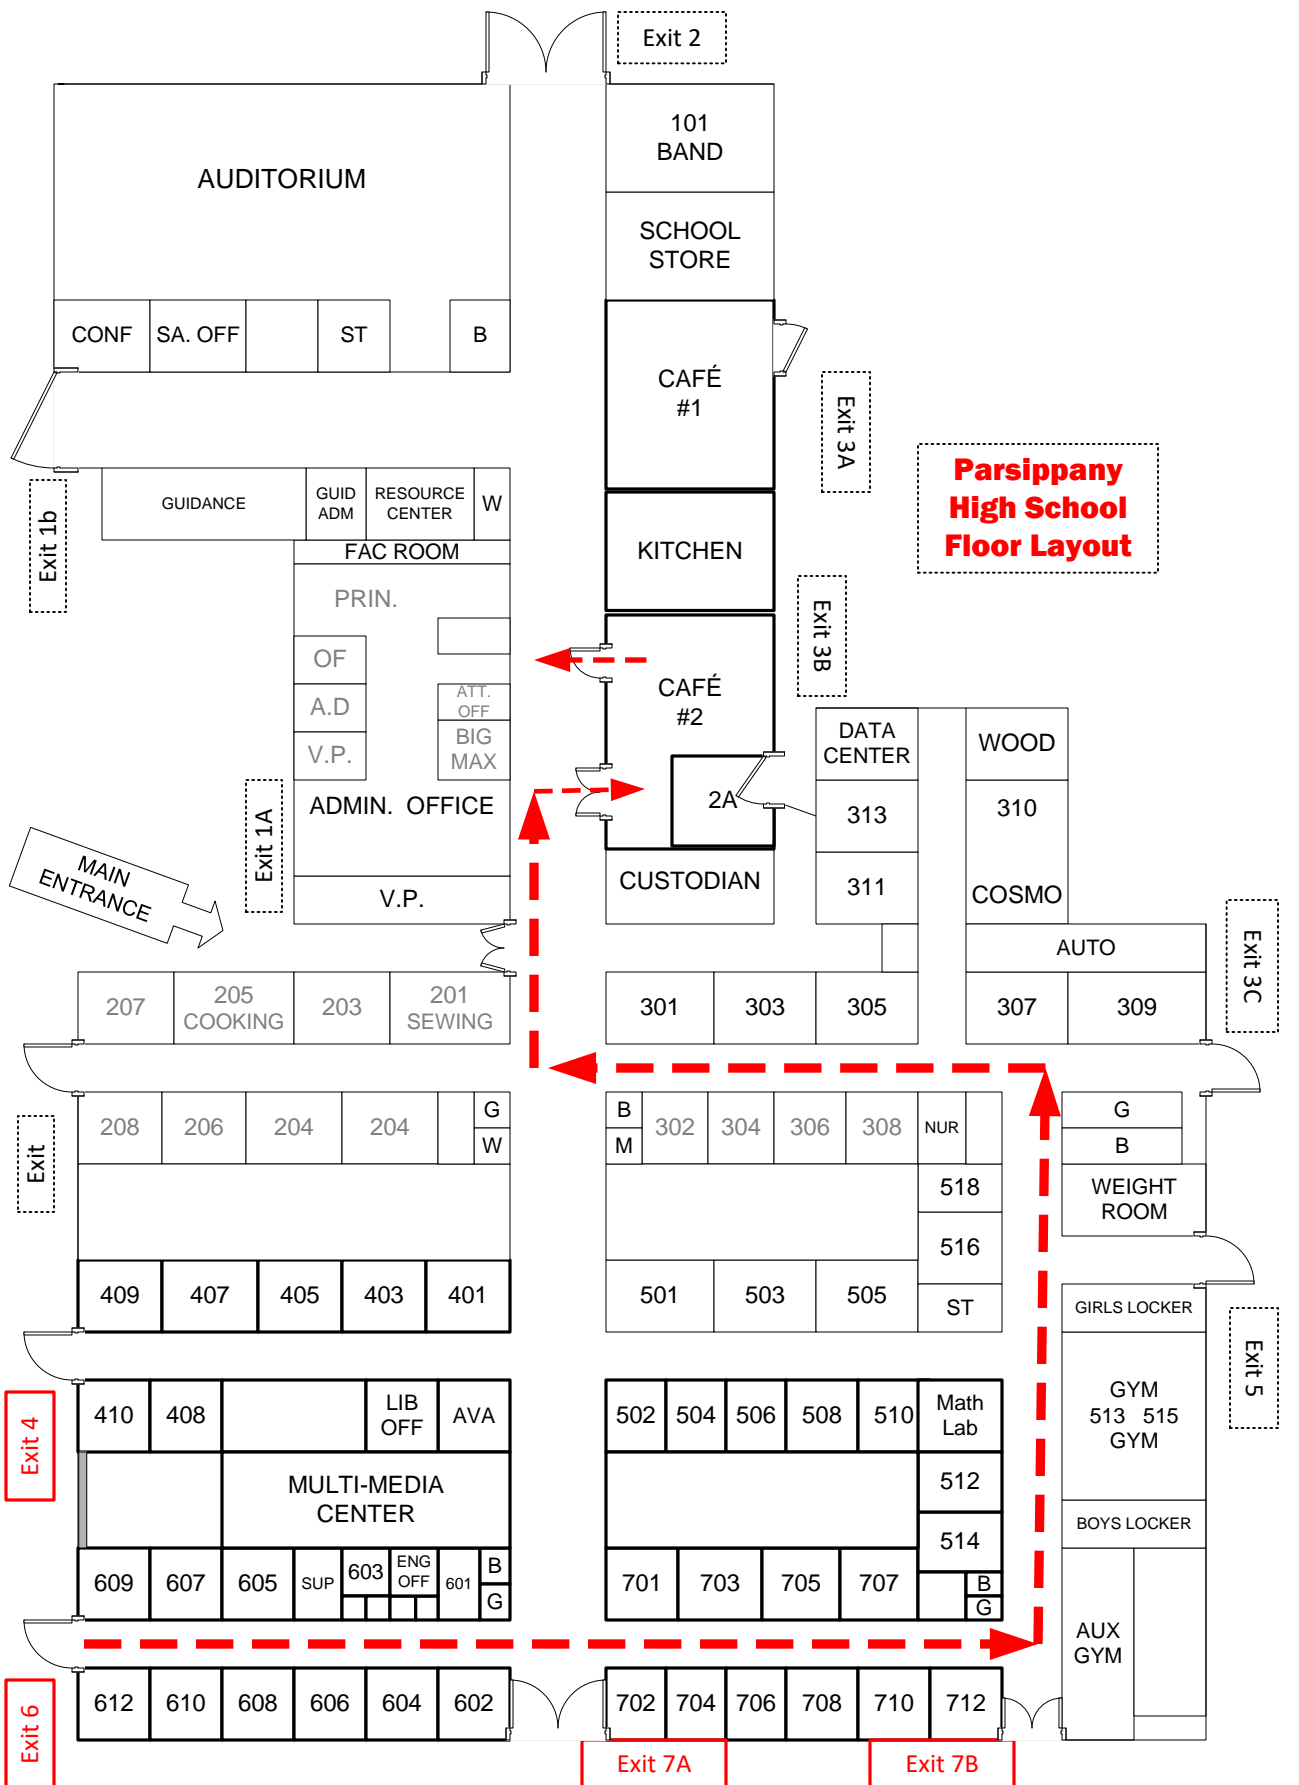 Exit 2
101
BAND
AUDITORIUM
SCHOOL
STORE
CONF
SA. OFF
ST
B
CAFÉ
#1
Exit 3A
Parsippany
High School
Floor Layout
GUIDANCE
GUID
ADM
RESOURCE
CENTER
W
Exit 1b
FAC ROOM
KITCHEN
PRIN.
OF
A.D
V.P.
ATT.
OFF
BIG
MAX
Exit 3B
CAFÉ
#2
2A
DATA
CENTER
WOOD
313
310
ADMIN. OFFICE
Exit 1A
MAIN
ENTRANCE
V.P.
CUSTODIAN
311
COSMO
AUTO
Exit 3C
207
205
COOKING
203
201
SEWING
301
303
305
307
309
208
206
204
204
G
W
B
M
302
304
306
308
NUR
G
B
Exit
518
WEIGHT
ROOM
516
409
407
405
403
401
501
503
505
ST
GIRLS LOCKER
Exit 5
Exit 4
410
408
LIB
OFF
AVA
502
504
506
508
510
Math
Lab
GYM
513 515
GYM
MULTI-MEDIA
CENTER
512
BOYS LOCKER
514
609
607
605
SUP
603
ENG
OFF
601
B
G
701
703
705
707
B
G
AUX
GYM
Exit 6
612
610
608
606
604
602
702
704
706
708
710
712
Exit 7A
Exit 7B